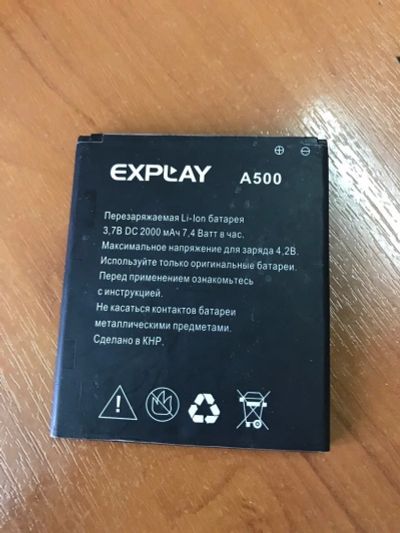 EXPLAY A500
Перезаряжаемая Li-Ion батарея
3,7В DC 2000 мАч 7,4 Ватт в час.
Максимальное напряжение для заряда 4,2В.
Используйте только оригинальные батареи.
Перед применением ознакомьтесь
с инструкцией.
Не касаться контактов батареи
металлическими предметами.
Сделано в КНР.